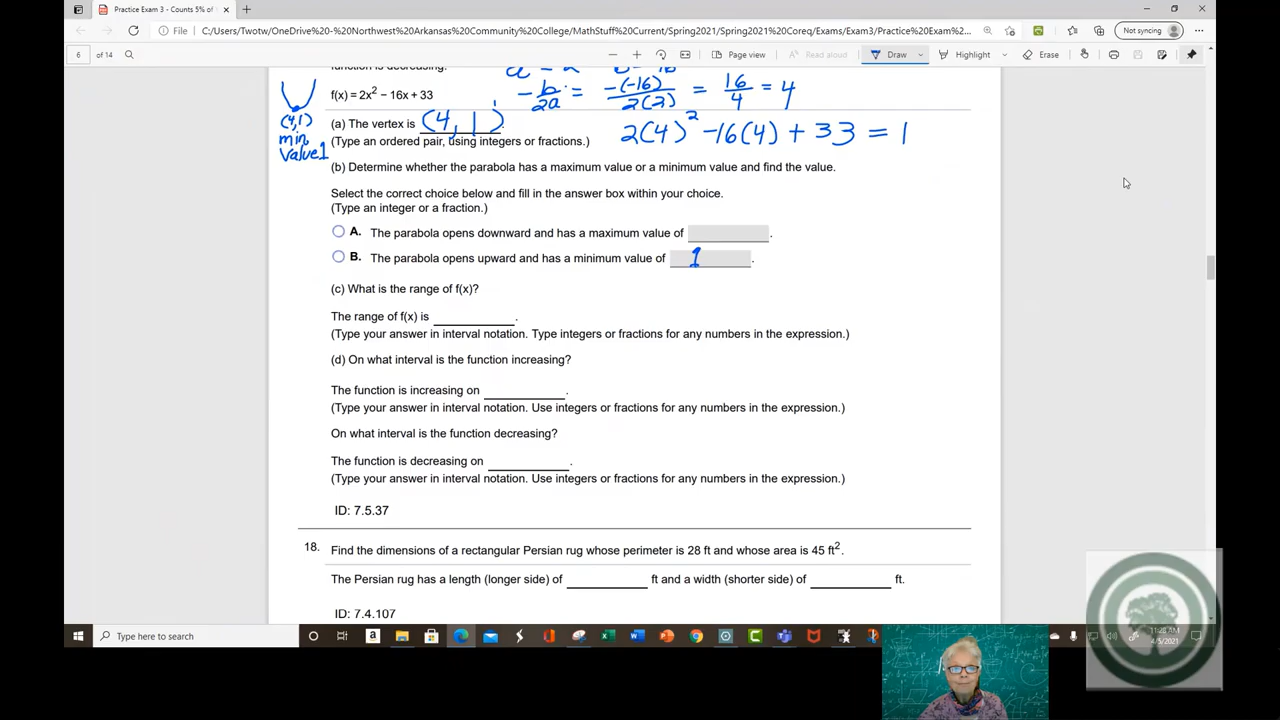 Practice Exam 3 - Counts 5% of
File
C:/Users/Twotw/OneDrive%20-%20Northwest%20Arkansas%20Community%20College/MathStuff/Current/Spring2021/Spring2021%20Coreq/Exams/Exam3/Practice%20Exam...
Not syncing
6 of 14
Page view
Read aloud
Draw
Highlight
Erase
function is decreasing.
f(x) = 2x² − 16x + 33
-b/2a = -(-16)/2(2) = 16/4 = 4
(4,1)
min
value 1
(a) The vertex is (4, 1).
2(4)² -16(4) + 33 = 1
(Type an ordered pair, using integers or fractions.)
(b) Determine whether the parabola has a maximum value or a minimum value and find the value.
Select the correct choice below and fill in the answer box within your choice.
(Type an integer or a fraction.)
A. The parabola opens downward and has a maximum value of .
B. The parabola opens upward and has a minimum value of 1 .
(c) What is the range of f(x)?
The range of f(x) is .
(Type your answer in interval notation. Type integers or fractions for any numbers in the expression.)
(d) On what interval is the function increasing?
The function is increasing on .
(Type your answer in interval notation. Use integers or fractions for any numbers in the expression.)
On what interval is the function decreasing?
The function is decreasing on .
(Type your answer in interval notation. Use integers or fractions for any numbers in the expression.)
ID: 7.5.37
18. Find the dimensions of a rectangular Persian rug whose perimeter is 28 ft and whose area is 45 ft².
The Persian rug has a length (longer side) of ft and a width (shorter side) of ft.
ID: 7.4.107
Type here to search
11:28 AM
4/5/2021